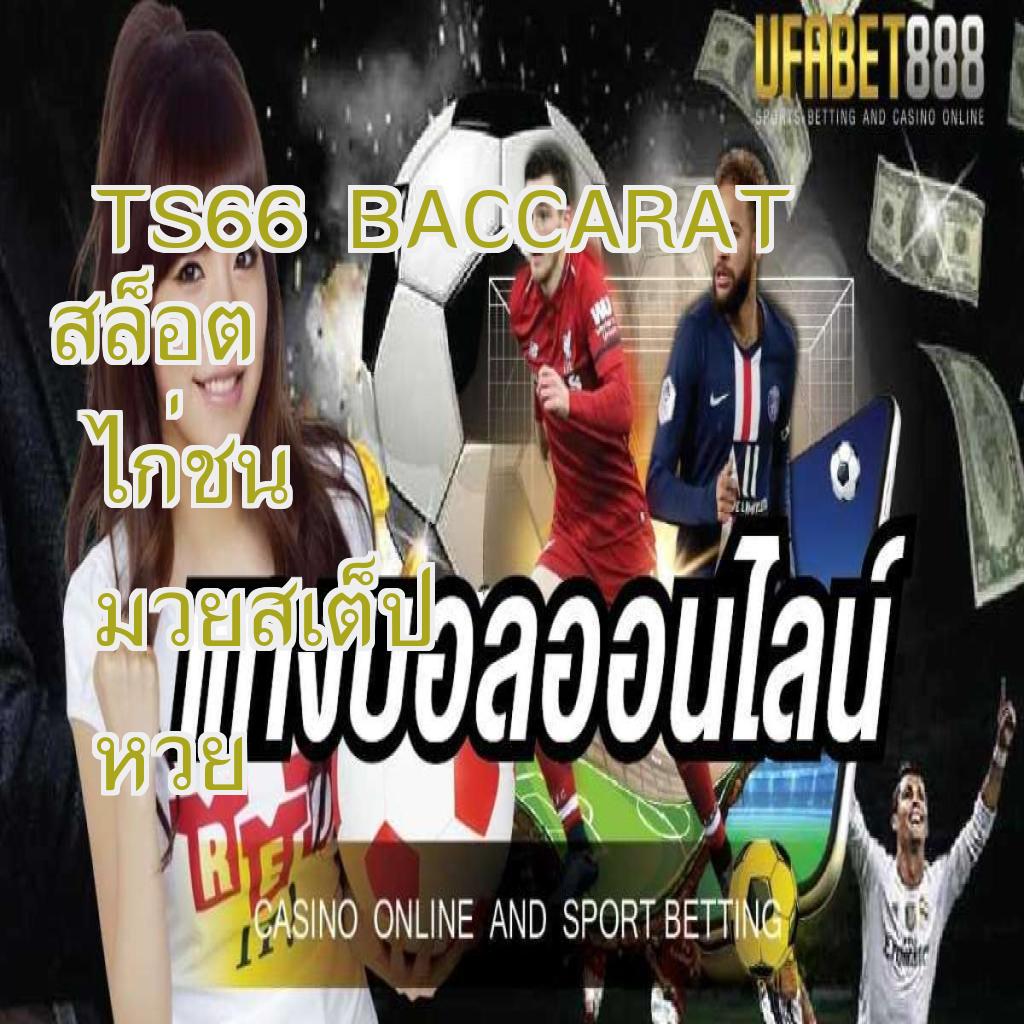 UFABET888
SPORTS BETTING AND CASINO ONLINE
TS66 BACCARAT
สล็อต
ไก่ชน
มวยสเต็ป
แทงบอลออนไลน์
หวย
CASINO ONLINE AND SPORT BETTING